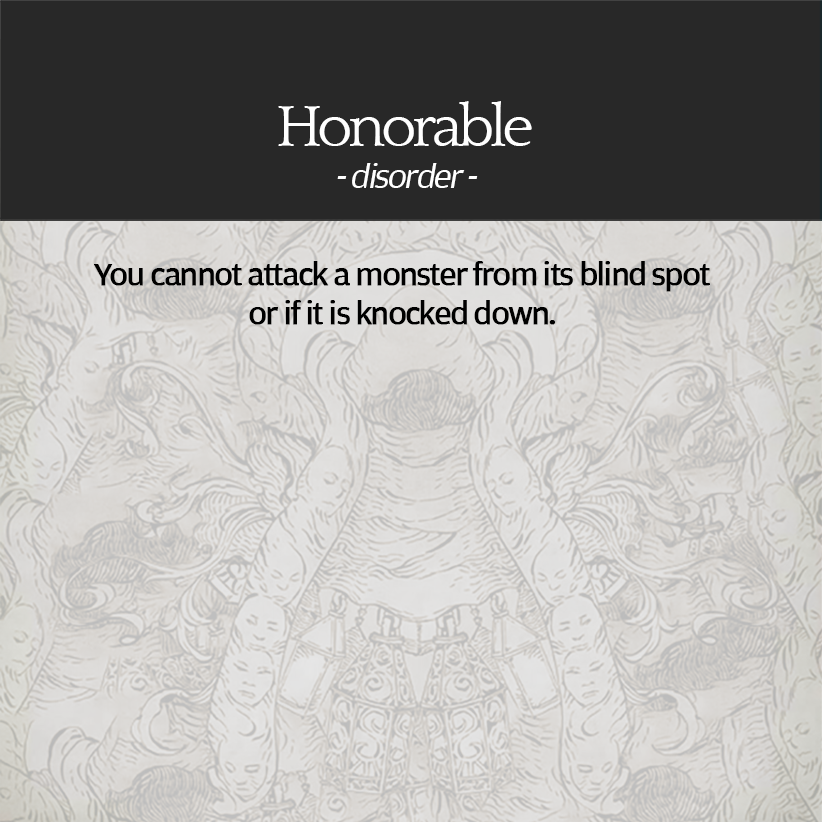 Honorable
- disorder -
You cannot attack a monster from its blind spot
or if it is knocked down.